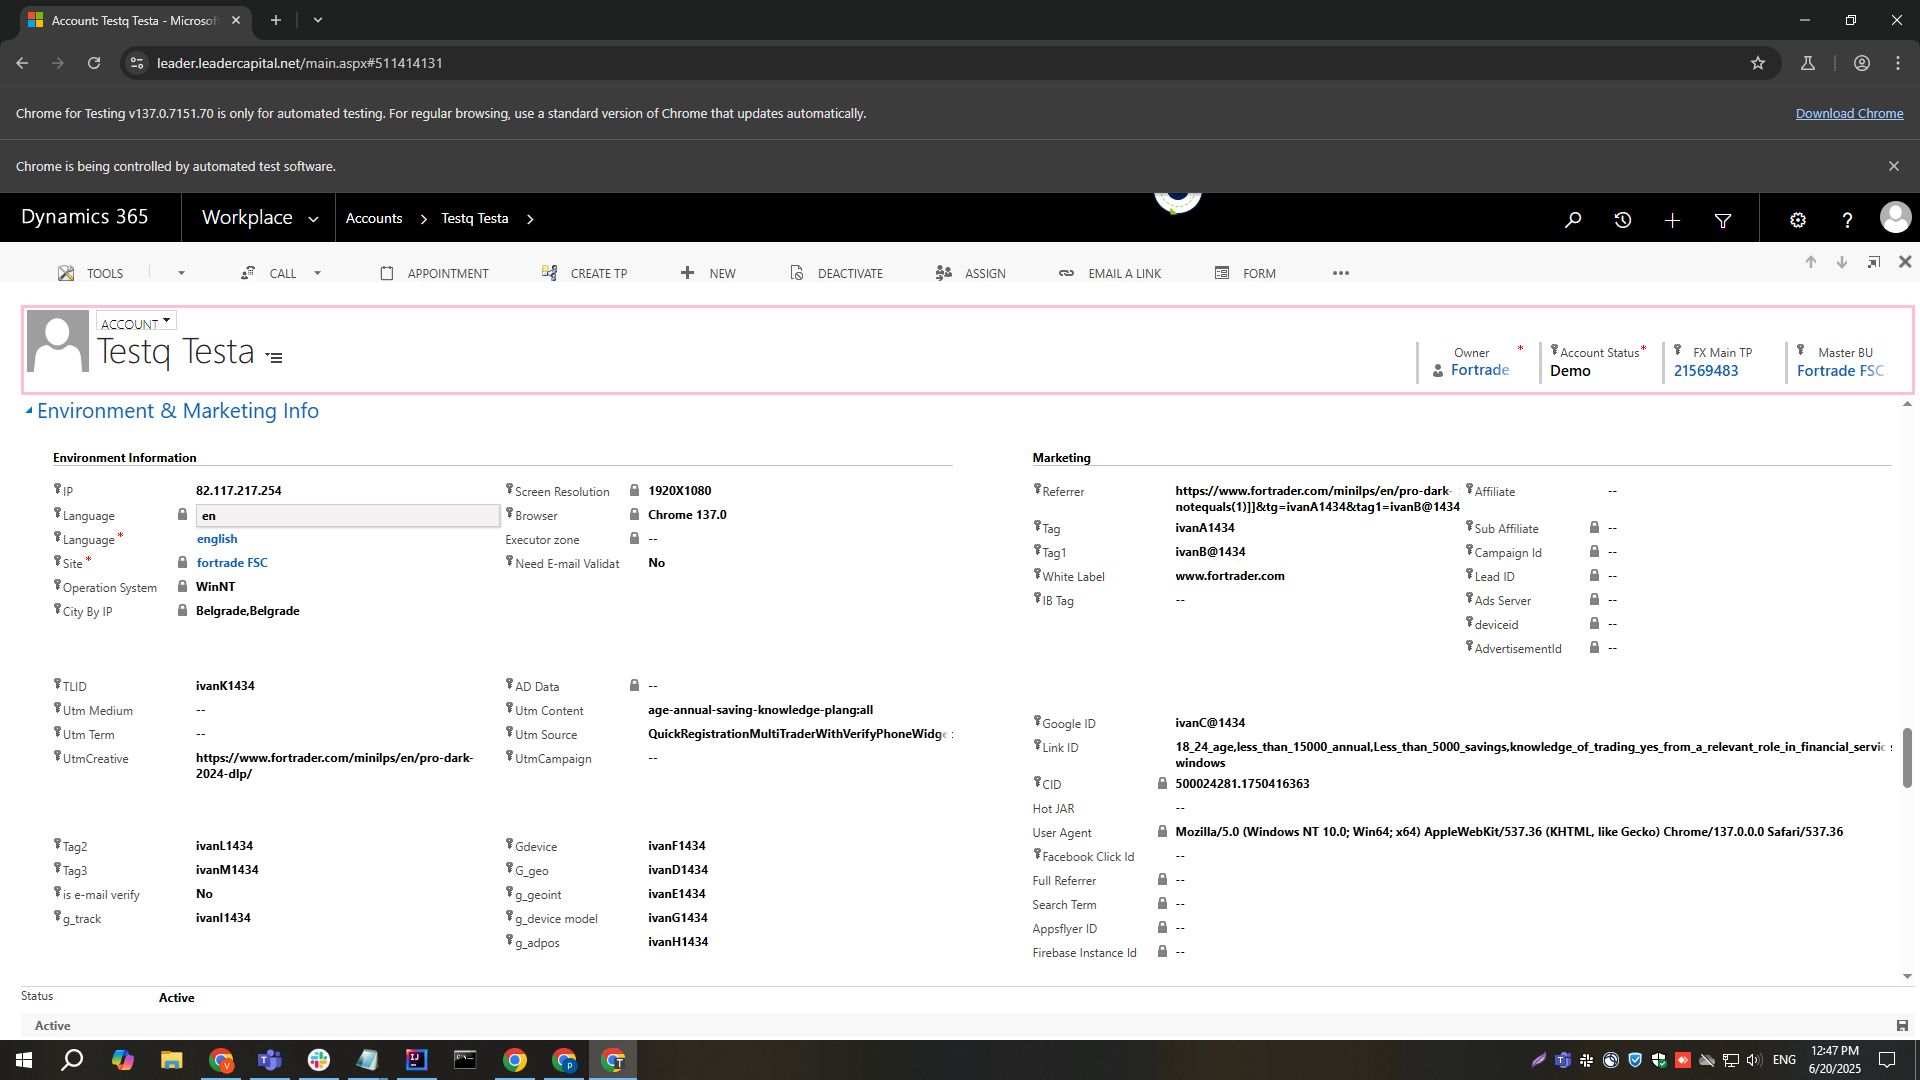 Account: Testq Testa - Microsof
leader.leadercapital.net/main.aspx#511414131
Chrome for Testing v137.0.7151.70 is only for automated testing. For regular browsing, use a standard version of Chrome that updates automatically.
Download Chrome
Chrome is being controlled by automated test software.
Dynamics 365
Workplace
Accounts
Testq Testa
TOOLS
CALL
APPOINTMENT
CREATE TP
NEW
DEACTIVATE
ASSIGN
EMAIL A LINK
FORM
ACCOUNT
Testq Testa
Owner *
Fortrade
Account Status *
Demo
FX Main TP
21569483
Master BU
Fortrade FSC
Environment & Marketing Info
Environment Information
IP 82.117.217.254
Language en
Language * english
Site * fortrade FSC
Operation System WinNT
City By IP Belgrade,Belgrade
Screen Resolution 1920X1080
Browser Chrome 137.0
Executor zone --
Need E-mail Validat No
TLID ivanK1434
Utm Medium --
Utm Term --
UtmCreative https://www.fortrader.com/minilps/en/pro-dark-
2024-dlp/
AD Data --
Utm Content age-annual-saving-knowledge-plang:all
Utm Source QuickRegistrationMultiTraderWithVerifyPhoneWidge
UtmCampaign --
Tag2 ivanL1434
Tag3 ivanM1434
is e-mail verify No
g_track ivanI1434
Gdevice ivanF1434
G_geo ivanD1434
g_geoint ivanE1434
g_device model ivanG1434
g_adpos ivanH1434
Marketing
Referrer https://www.fortrader.com/minilps/en/pro-dark-
notequals(1)]]&tg=ivanA1434&tag1=ivanB@1434
Tag ivanA1434
Tag1 ivanB@1434
White Label www.fortrader.com
IB Tag --
Affiliate --
Sub Affiliate --
Campaign Id --
Lead ID --
Ads Server --
deviceid --
AdvertisementId --
Google ID ivanC@1434
Link ID 18_24_age,less_than_15000_annual,Less_than_5000_savings,knowledge_of_trading_yes_from_a_relevant_role_in_financial_servic
windows
CID 500024281.1750416363
Hot JAR --
User Agent Mozilla/5.0 (Windows NT 10.0; Win64; x64) AppleWebKit/537.36 (KHTML, like Gecko) Chrome/137.0.0.0 Safari/537.36
Facebook Click Id --
Full Referrer --
Search Term --
Appsflyer ID --
Firebase Instance Id --
Status Active
Active
ENG
12:47 PM
6/20/2025